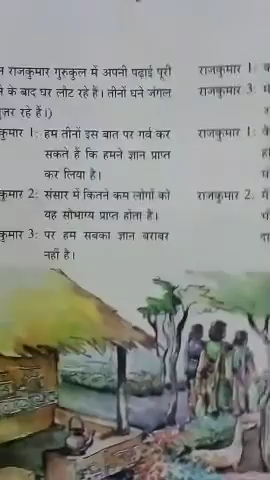 राजकुमार गुरुकुल में अपनी पढ़ाई पूरी
के बाद घर लौट रहे हैं। तीनों घने जंगल
रहे हैं।)
1: हम तीनों इस बात पर गर्व कर
सकते हैं कि हमने ज्ञान प्राप्त
कर लिया है।
2: संसार में कितने कम लोगों को
यह सौभाग्य प्राप्त होता है।
3: पर हम सबका ज्ञान बराबर
नहीं है।
राजकुमार 1:
राजकुमार 3:
राजकुमार 1:
राजकुमार 2: